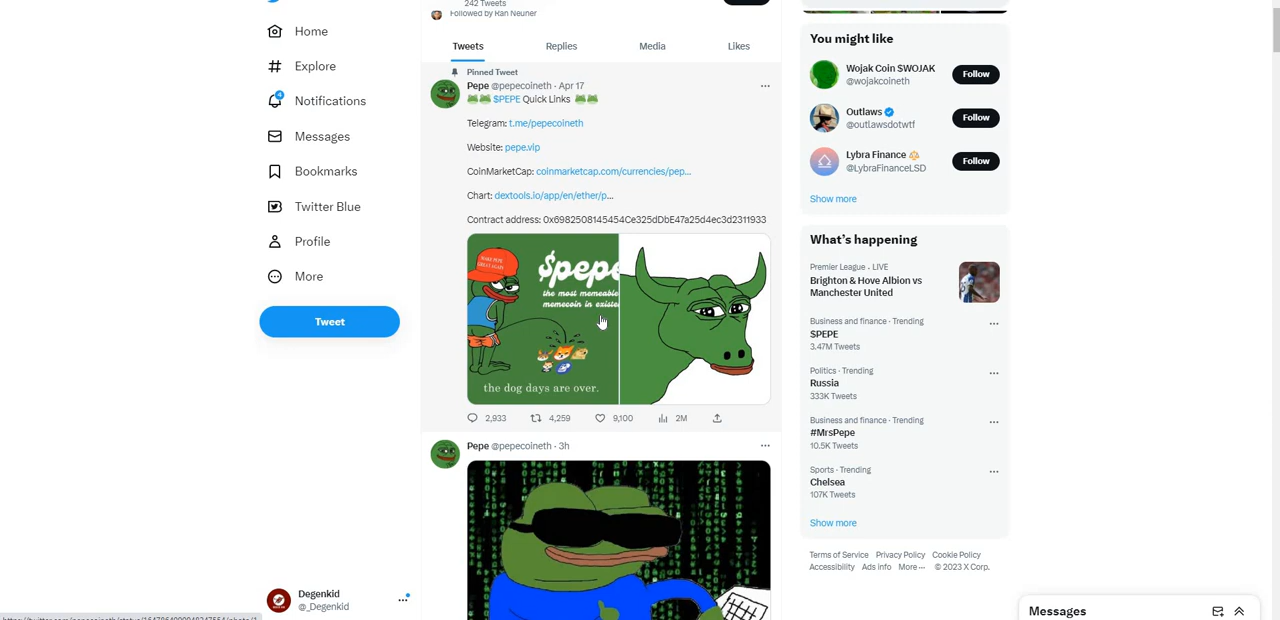 242 Tweets
Followed by Ran Neuner
Home
Explore
4
Notifications
Messages
Bookmarks
Twitter Blue
Profile
More
Tweet
Degenkid
@_Degenkid
Tweets
Replies
Media
Likes
Pinned Tweet
Pepe @pepecoineth · Apr 17
$PEPE Quick Links
Telegram: t.me/pepecoineth
Website: pepe.vip
CoinMarketCap: coinmarketcap.com/currencies/pep...
Chart: dextools.io/app/en/ether/p...
Contract address: 0x6982508145454Ce325dDbE47a25d4ec3d2311933
MAKE PEPE
GREAT AGAIN
$pepe
the most memeable
memecoin in
the dog days are over.
2,933
4,259
9,100
2M
Pepe @pepecoineth · 3h
You might like
Wojak Coin $WOJAK
@wojakcoineth
Follow
Outlaws
@outlawsdotwtf
Follow
Lybra Finance
@LybraFinanceLSD
Follow
Show more
What's happening
Premier League · LIVE
Brighton & Hove Albion vs
Manchester United
Business and finance · Trending
$PEPE
3.47M Tweets
Politics · Trending
Russia
333K Tweets
Business and finance · Trending
#MrsPepe
10.5K Tweets
Sports · Trending
Chelsea
107K Tweets
Show more
Terms of Service Privacy Policy Cookie Policy
Accessibility Ads info More ··· © 2023 X Corp.
Messages